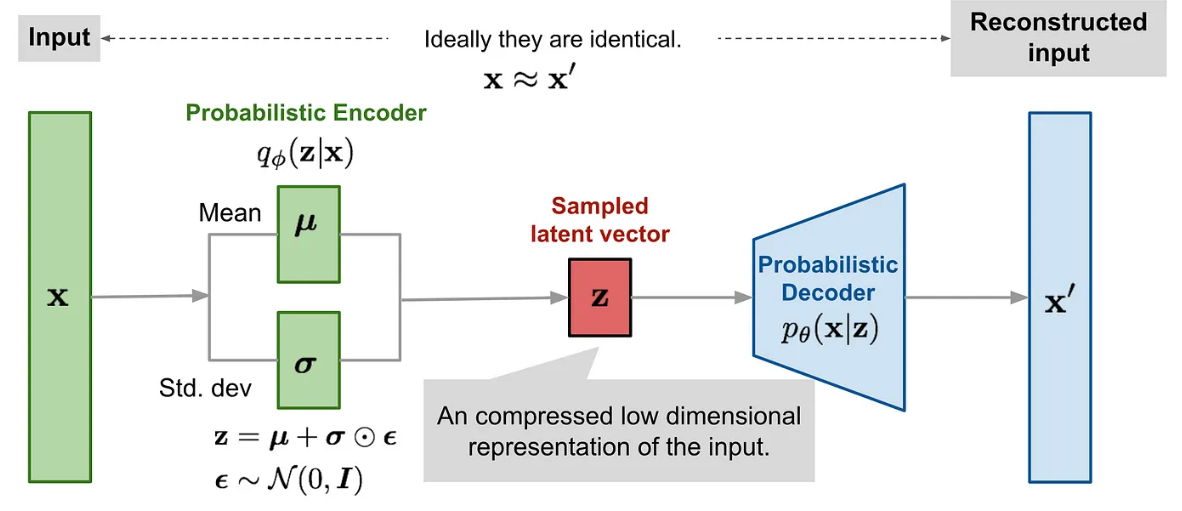 Input
Ideally they are identical.
x ≈ x′
Reconstructed
input
Probabilistic Encoder
qϕ(z|x)
Mean
μ
x
σ
Std. dev
z = μ + σ ⊙ ϵ
ϵ ∼ 𝒩(0, I)
Sampled
latent vector
z
An compressed low dimensional
representation of the input.
Probabilistic
Decoder
pθ(x|z)
x′